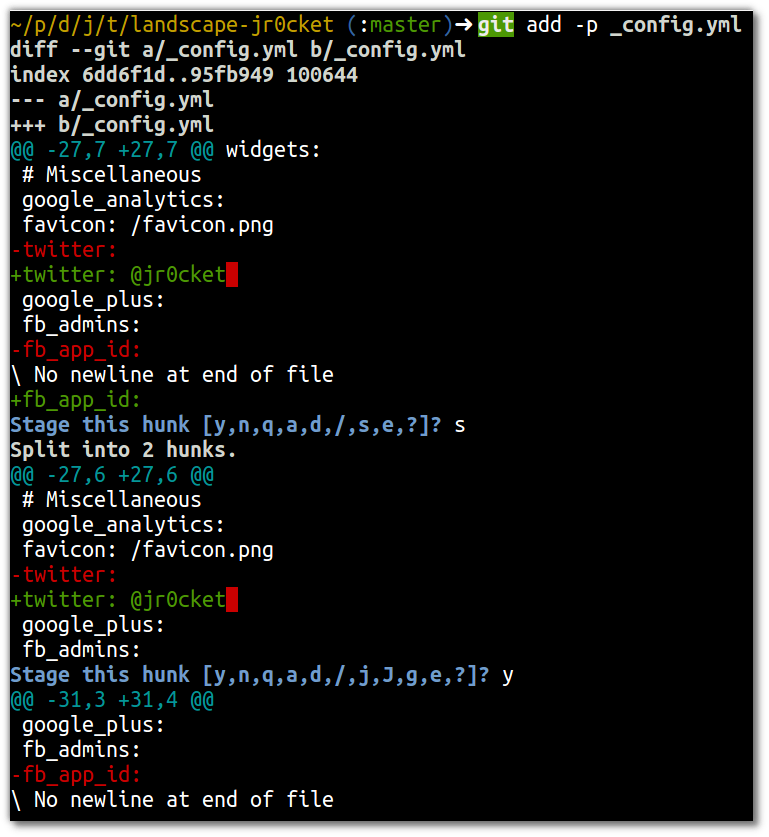 ~/p/d/j/t/landscape-jr0cket (:master)➜git add -p _config.yml
diff --git a/_config.yml b/_config.yml
index 6dd6f1d..95fb949 100644
--- a/_config.yml
+++ b/_config.yml
@@ -27,7 +27,7 @@ widgets:
 # Miscellaneous
 google_analytics:
 favicon: /favicon.png
-twitter:
+twitter: @jr0cket
 google_plus:
 fb_admins:
-fb_app_id:
\ No newline at end of file
+fb_app_id:
Stage this hunk [y,n,q,a,d,/,s,e,?]? s
Split into 2 hunks.
@@ -27,6 +27,6 @@
 # Miscellaneous
 google_analytics:
 favicon: /favicon.png
-twitter:
+twitter: @jr0cket
 google_plus:
 fb_admins:
Stage this hunk [y,n,q,a,d,/,j,J,g,e,?]? y
@@ -31,3 +31,4 @@
 google_plus:
 fb_admins:
-fb_app_id:
\ No newline at end of file